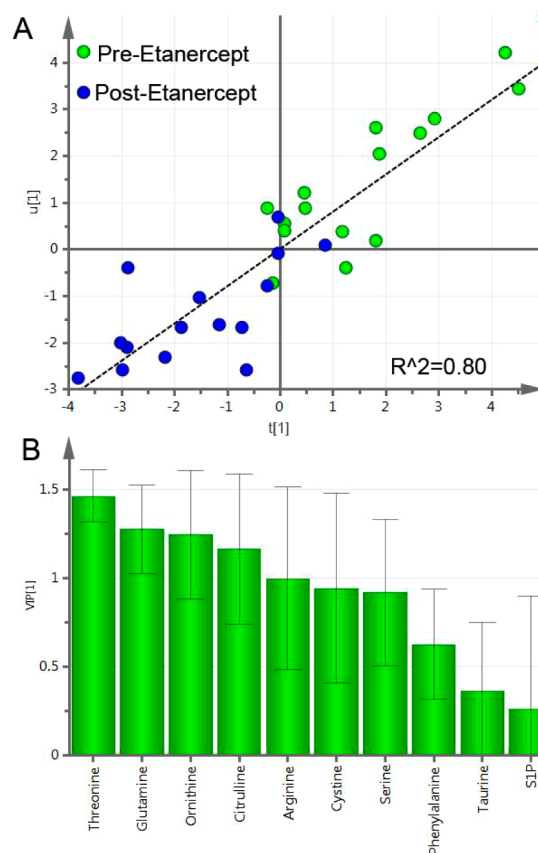 A
Pre-Etanercept
Post-Etanercept
u[1]
4
3
2
1
0
-1
-2
-3
R^2=0.80
-4 -3 -2 -1 0 1 2 3 4
t[1]
B
VIP[1]
1.5
1
0.5
0
Threonine
Glutamine
Ornithine
Citrulline
Arginine
Cystine
Serine
Phenylalanine
Taurine
S1P